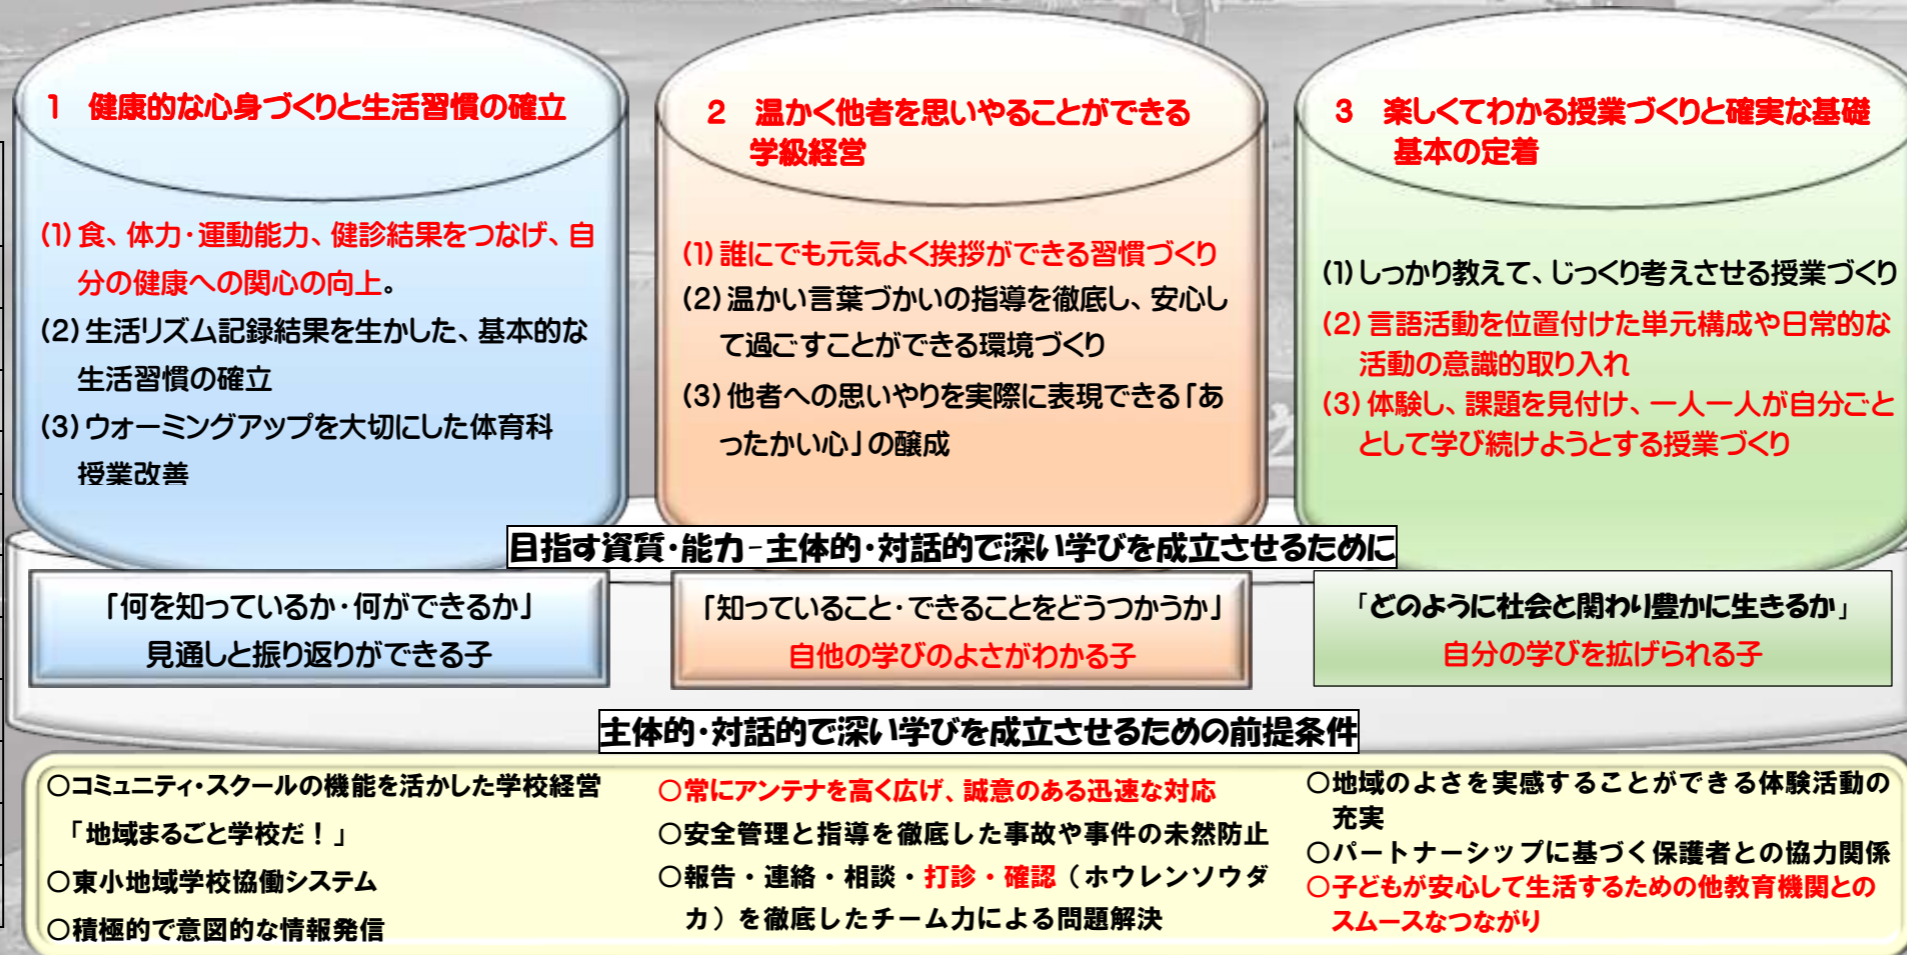 1　健康的な心身づくりと生活習慣の確立
(1)食、体力・運動能力、健診結果をつなげ、自
分の健康への関心の向上。
(2)生活リズム記録結果を生かした、基本的な
生活習慣の確立
(3)ウォーミングアップを大切にした体育科
授業改善
2　温かく他者を思いやることができる
学級経営
(1)誰にでも元気よく挨拶ができる習慣づくり
(2)温かい言葉づかいの指導を徹底し、安心し
て過ごすことができる環境づくり
(3)他者への思いやりを実際に表現できる「あ
ったかい心」の醸成
3　楽しくてわかる授業づくりと確実な基礎
基本の定着
(1)しっかり教えて、じっくり考えさせる授業づくり
(2)言語活動を位置付けた単元構成や日常的な
活動の意識的取り入れ
(3)体験し、課題を見付け、一人一人が自分ごと
として学び続けようとする授業づくり
目指す資質・能力－主体的・対話的で深い学びを成立させるために
「何を知っているか・何ができるか」
見通しと振り返りができる子
「知っていること・できることをどうつかうか」
自他の学びのよさがわかる子
「どのように社会と関わり豊かに生きるか」
自分の学びを拡げられる子
主体的・対話的で深い学びを成立させるための前提条件
○コミュニティ・スクールの機能を活かした学校経営
「地域まるごと学校だ！」
○東小地域学校協働システム
○積極的で意図的な情報発信
○常にアンテナを高く広げ、誠意のある迅速な対応
○安全管理と指導を徹底した事故や事件の未然防止
○報告・連絡・相談・打診・確認（ホウレンソウダ
カ）を徹底したチーム力による問題解決
○地域のよさを実感することができる体験活動の
充実
○パートナーシップに基づく保護者との協力関係
○子どもが安心して生活するための他教育機関との
スムースなつながり